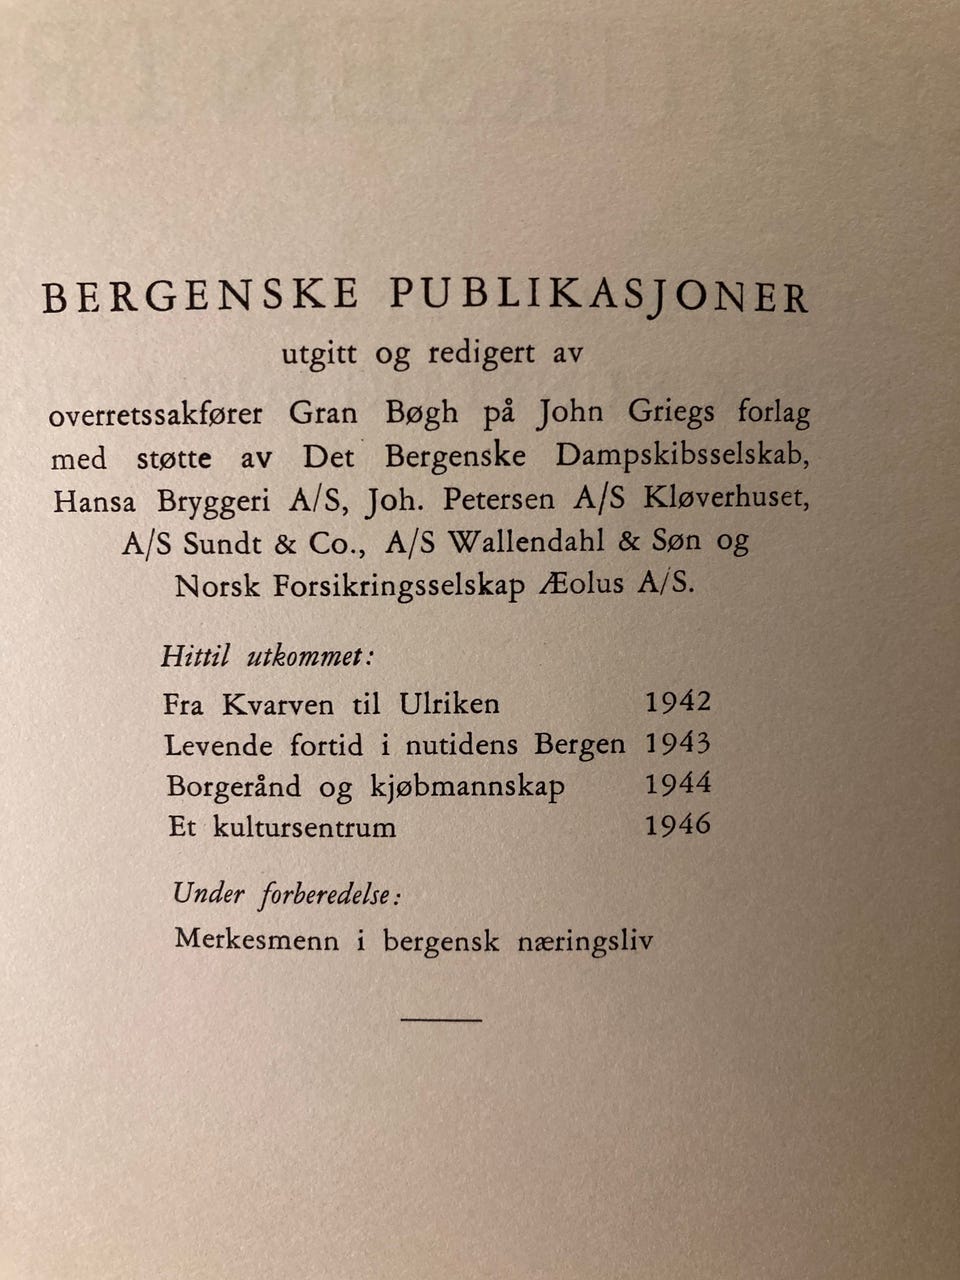 BERGENSKE PUBLIKASJONER
utgitt og redigert av
overretssakfører Gran Bøgh på John Griegs forlag
med støtte av Det Bergenske Dampskibsselskab,
Hansa Bryggeri A/S, Joh. Petersen A/S Kløverhuset,
A/S Sundt & Co., A/S Wallendahl & Søn og
Norsk Forsikringsselskap Æolus A/S.
Hittil utkommet:
Fra Kvarven til Ulriken 1942
Levende fortid i nutidens Bergen 1943
Borgerånd og kjøbmannskap 1944
Et kultursentrum 1946
Under forberedelse:
Merkesmenn i bergensk næringsliv